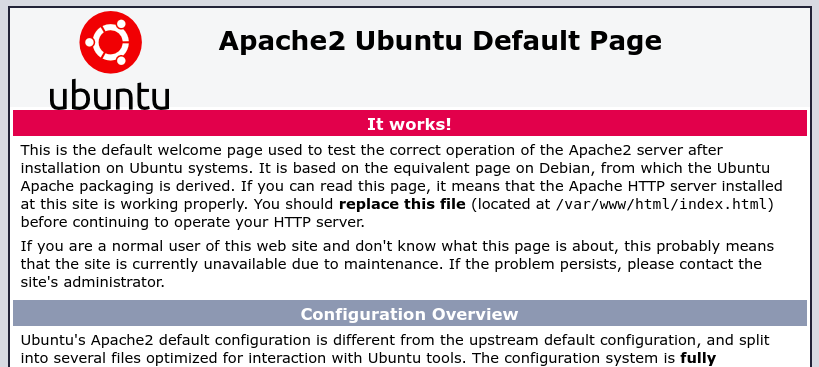 ubuntu
Apache2 Ubuntu Default Page
It works!
This is the default welcome page used to test the correct operation of the Apache2 server after
installation on Ubuntu systems. It is based on the equivalent page on Debian, from which the Ubuntu
Apache packaging is derived. If you can read this page, it means that the Apache HTTP server installed
at this site is working properly. You should replace this file (located at /var/www/html/index.html)
before continuing to operate your HTTP server.
If you are a normal user of this web site and don't know what this page is about, this probably means
that the site is currently unavailable due to maintenance. If the problem persists, please contact the
site's administrator.
Configuration Overview
Ubuntu's Apache2 default configuration is different from the upstream default configuration, and split
into several files optimized for interaction with Ubuntu tools. The configuration system is fully